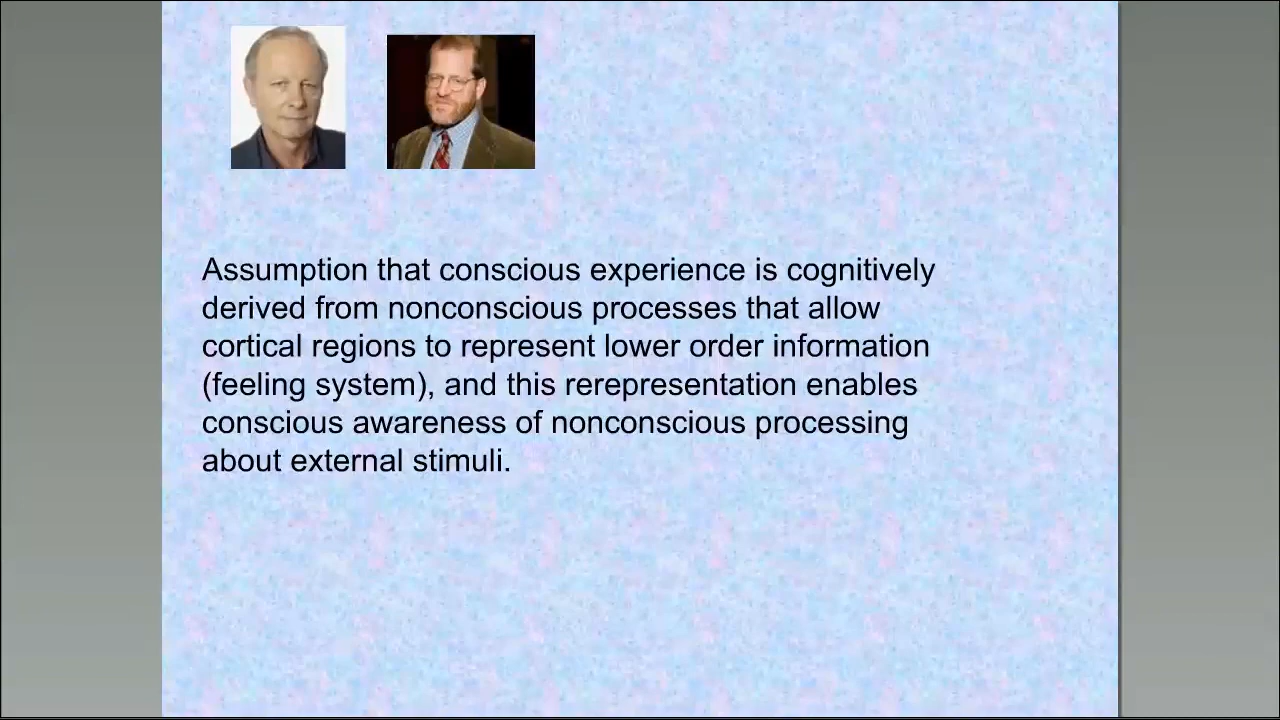 Assumption that conscious experience is cognitively
derived from nonconscious processes that allow
cortical regions to represent lower order information
(feeling system), and this rerepresentation enables
conscious awareness of nonconscious processing
about external stimuli.